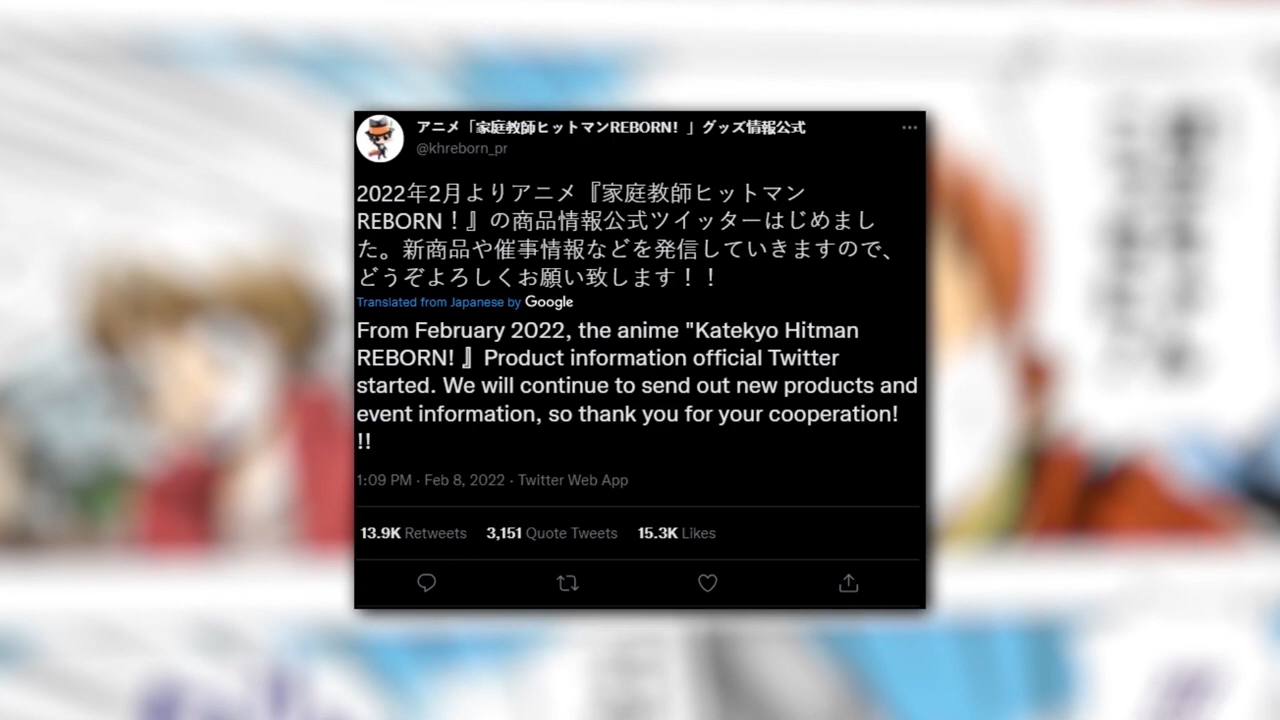 アニメ「家庭教師ヒットマンREBORN! 」グッズ情報公式
@khreborn_pr
2022年2月よりアニメ『家庭教師ヒットマン
REBORN！』の商品情報公式ツイッターはじめまし
た。新商品や催事情報などを発信していきますので、
どうぞよろしくお願い致します！！
Translated from Japanese by Google
From February 2022, the anime "Katekyo Hitman
REBORN! 』Product information official Twitter
started. We will continue to send out new products and
event information, so thank you for your cooperation!
!!
1:09 PM · Feb 8, 2022 · Twitter Web App
13.9K Retweets 3,151 Quote Tweets 15.3K Likes